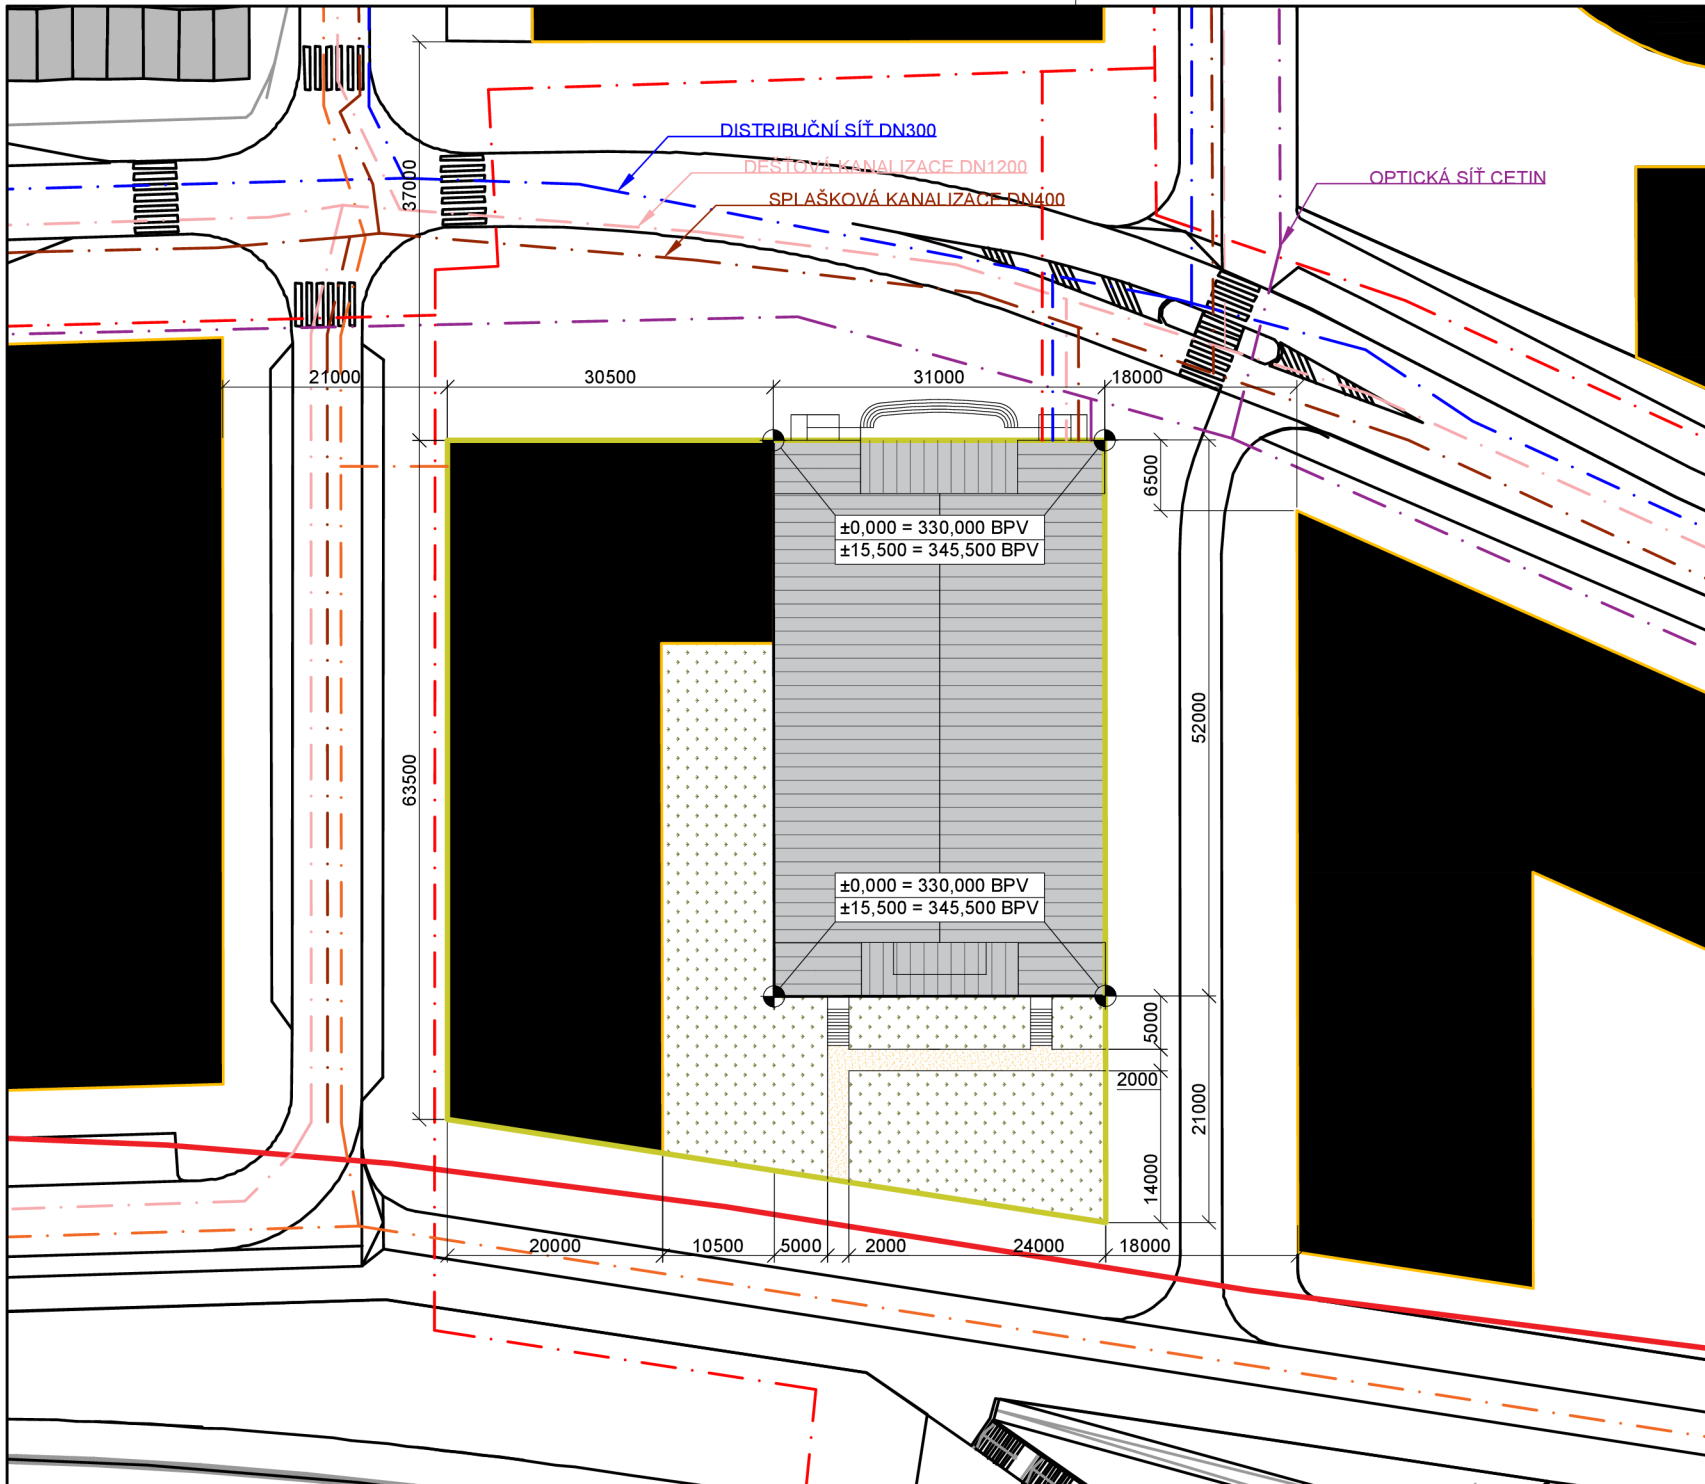 DISTRIBUČNÍ SÍŤ DN300
DEŠŤOVÁ KANALIZACE DN1200
OPTICKÁ SÍŤ CETIN
SPLAŠKOVÁ KANALIZACE DN400
37000
21000
30500
31000
18000
6500
±0,000 = 330,000 BPV
±15,500 = 345,500 BPV
52000
63500
±0,000 = 330,000 BPV
±15,500 = 345,500 BPV
5000
2000
21000
14000
20000
10500
5000
2000
24000
18000